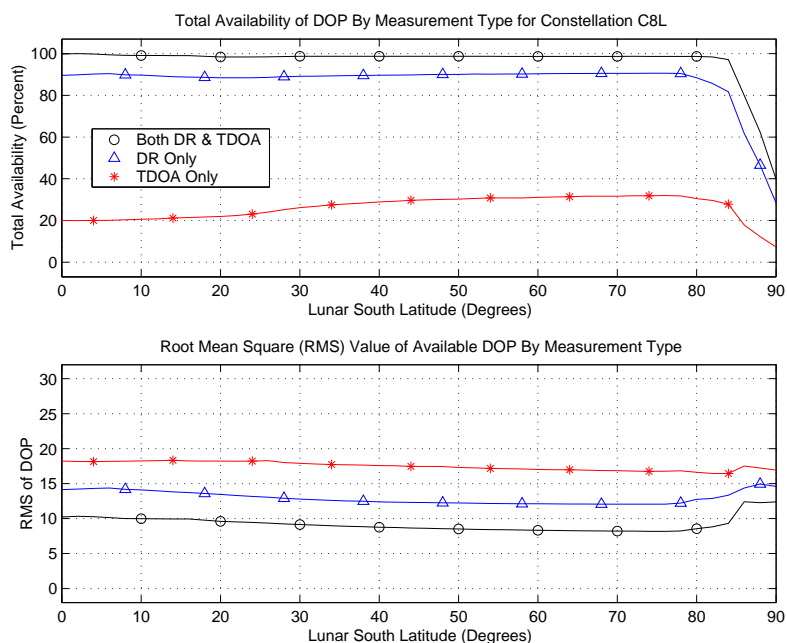 Total Availability of DOP By Measurement Type for Constellation C8L
Total Availability (Percent)
100
80
60
40
20
0
Both DR & TDOA
DR Only
TDOA Only
0 10 20 30 40 50 60 70 80 90
Lunar South Latitude (Degrees)
Root Mean Square (RMS) Value of Available DOP By Measurement Type
RMS of DOP
30
25
20
15
10
5
0
0 10 20 30 40 50 60 70 80 90
Lunar South Latitude (Degrees)